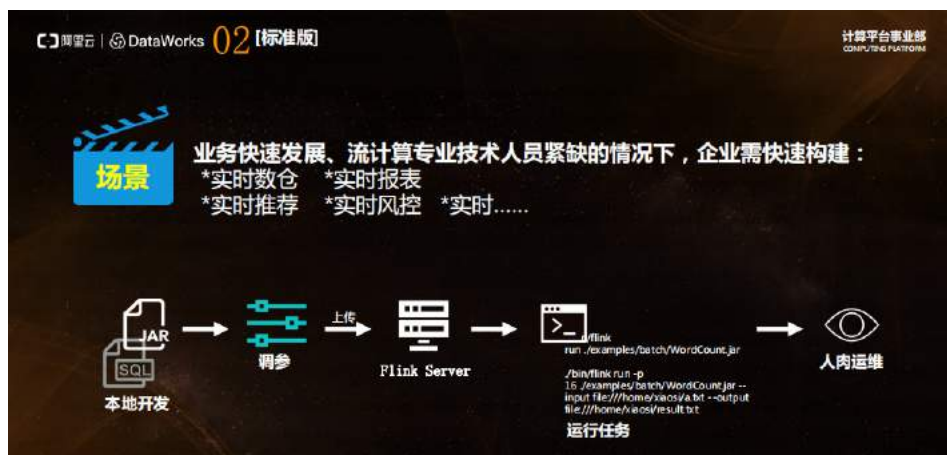 阿里云 | DataWorks 02 [标准版]
计算平台事业部
COMPUTING PLATFORM
场景
业务快速发展、流计算专业技术人员紧缺的情况下，企业需快速构建：
*实时数仓 *实时报表
*实时推荐 *实时风控 *实时......
JAR
SQL
本地开发
调参
上传
Flink Server
>_
/flink
run ./examples/batch/WordCount.jar
./bin/flink run -p
16 ./examples/batch/WordCount.jar --
input file:///home/xiaosi/a.txt --output
file:///home/xiaosi/result.txt
运行任务
人肉运维